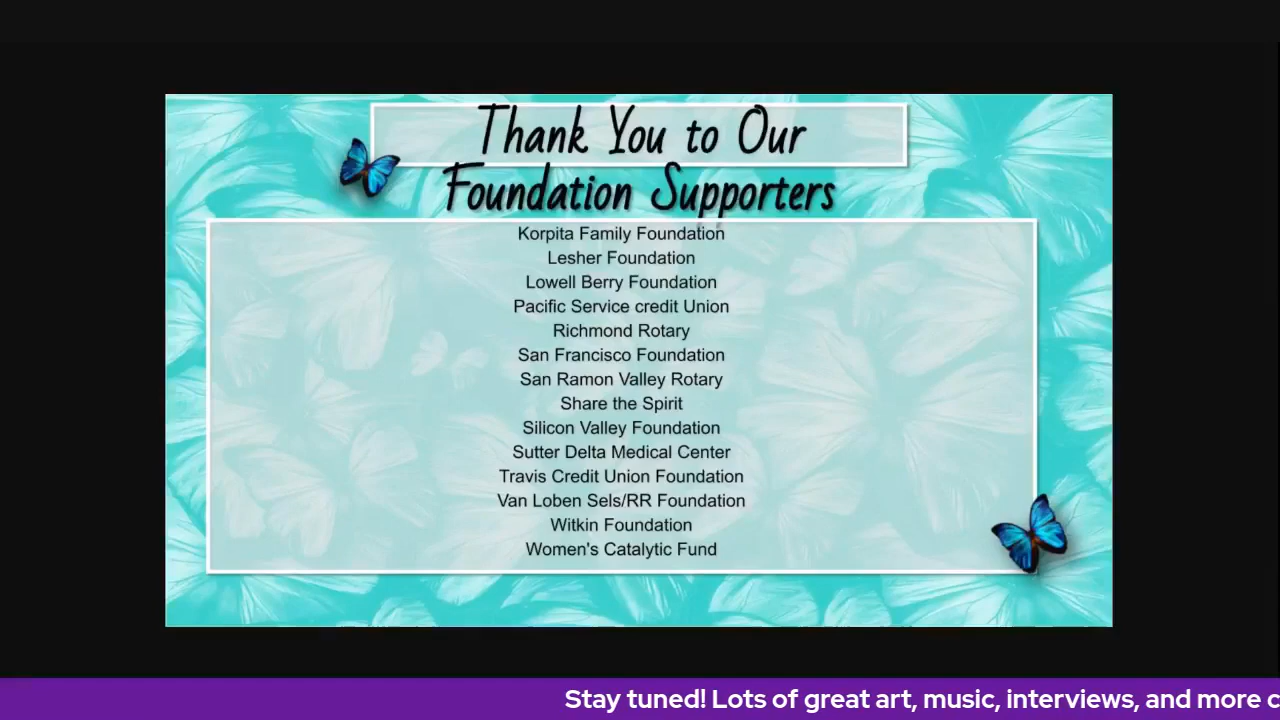 Thank You to Our
Foundation Supporters
Korpita Family Foundation
Lesher Foundation
Lowell Berry Foundation
Pacific Service credit Union
Richmond Rotary
San Francisco Foundation
San Ramon Valley Rotary
Share the Spirit
Silicon Valley Foundation
Sutter Delta Medical Center
Travis Credit Union Foundation
Van Loben Sels/RR Foundation
Witkin Foundation
Women's Catalytic Fund
Stay tuned! Lots of great art, music, interviews, and more